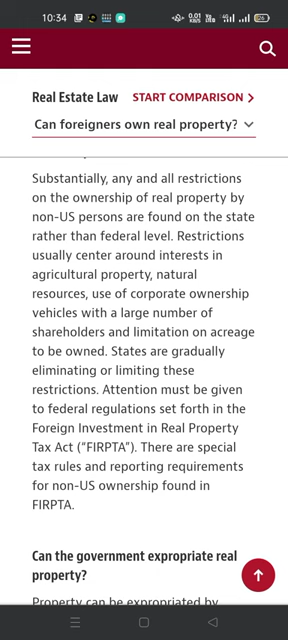 10:34
0.01
KB/S
4G
Real Estate Law START COMPARISON
Can foreigners own real property?
Substantially, any and all restrictions
on the ownership of real property by
non-US persons are found on the state
rather than federal level. Restrictions
usually center around interests in
agricultural property, natural
resources, use of corporate ownership
vehicles with a large number of
shareholders and limitation on acreage
to be owned. States are gradually
eliminating or limiting these
restrictions. Attention must be given
to federal regulations set forth in the
Foreign Investment in Real Property
Tax Act (“FIRPTA”). There are special
tax rules and reporting requirements
for non-US ownership found in
FIRPTA.
Can the government expropriate real
property?
Property can be expropriated by